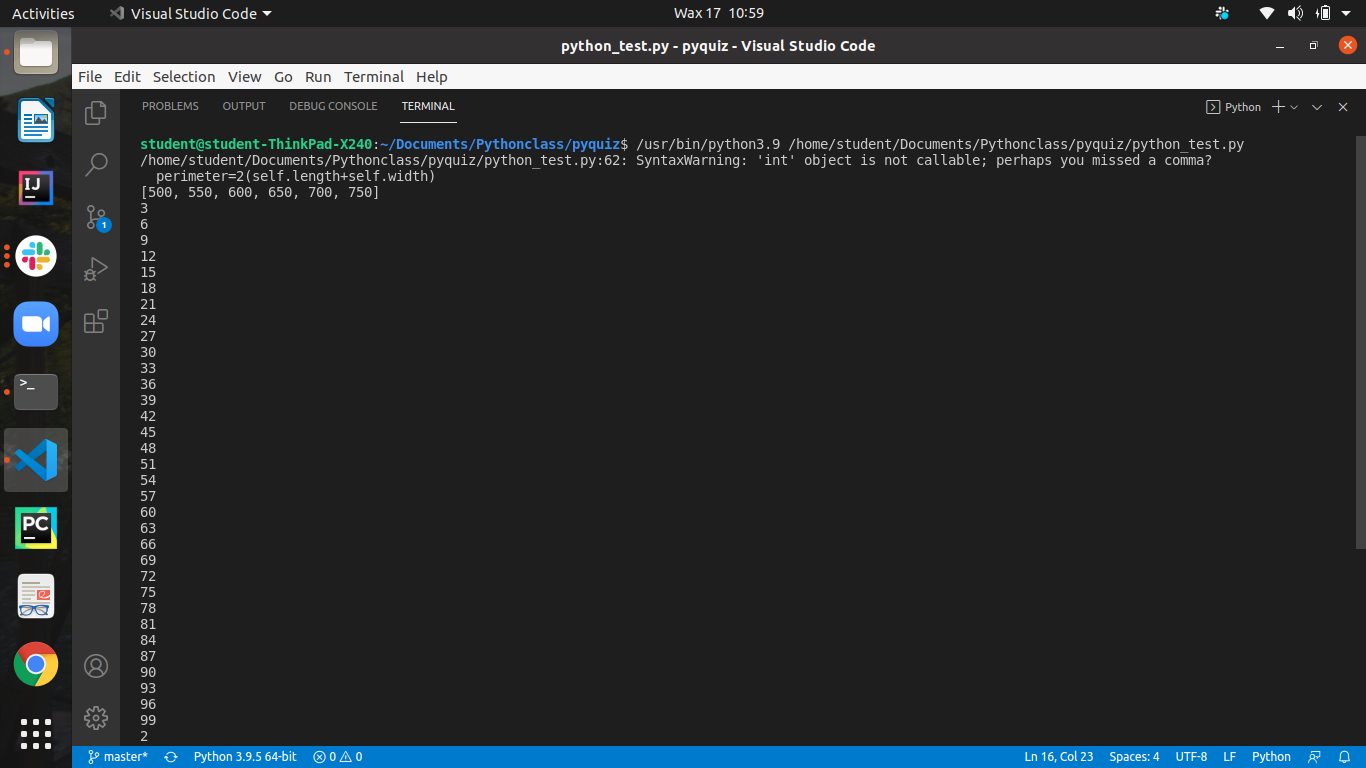 Activities
Visual Studio Code
Wax 17 10:59
python_test.py - pyquiz - Visual Studio Code
File Edit Selection View Go Run Terminal Help
PROBLEMS OUTPUT DEBUG CONSOLE TERMINAL
Python
student@student-ThinkPad-X240:~/Documents/Pythonclass/pyquiz$ /usr/bin/python3.9 /home/student/Documents/Pythonclass/pyquiz/python_test.py
/home/student/Documents/Pythonclass/pyquiz/python_test.py:62: SyntaxWarning: 'int' object is not callable; perhaps you missed a comma?
perimeter=2(self.length+self.width)
[500, 550, 600, 650, 700, 750]
3
6
9
12
15
18
21
24
27
30
33
36
39
42
45
48
51
54
57
60
63
66
69
72
75
78
81
84
87
90
93
96
99
2
1
IJ
>_
PC
master* Python 3.9.5 64-bit 0 0 Ln 16, Col 23 Spaces: 4 UTF-8 LF Python